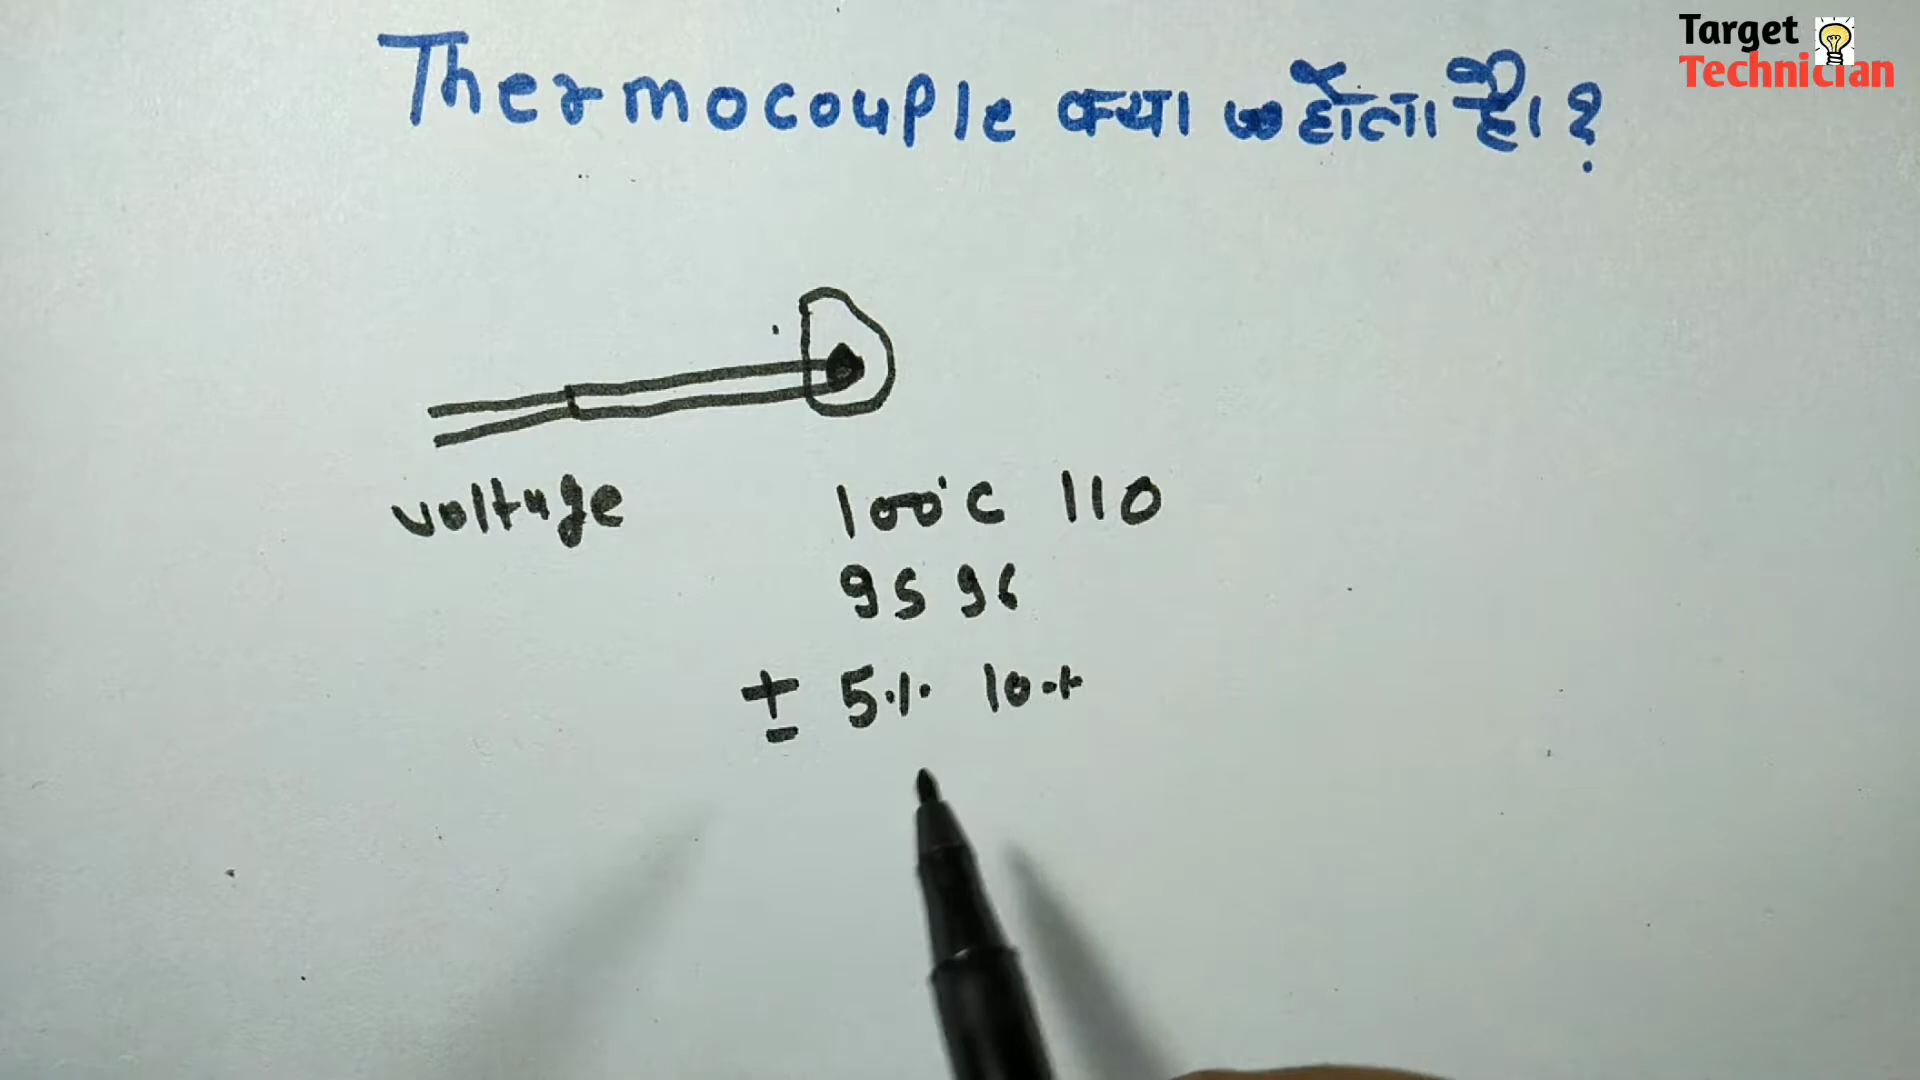 Target
Technician
Thermocouple क्या होता है। ?
voltage
100°C 110
95 96
± 5% 10%